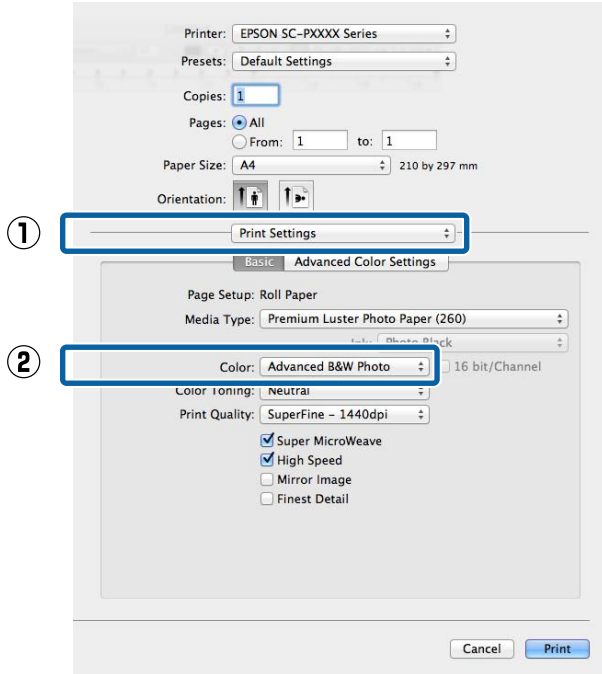 Printer: EPSON SC-PXXXX Series
Presets: Default Settings
Copies: 1
Pages: All
From: 1 to: 1
Paper Size: A4 210 by 297 mm
Orientation:
① Print Settings
Basic Advanced Color Settings
Page Setup: Roll Paper
Media Type: Premium Luster Photo Paper (260)
Ink: Photo Black
② Color: Advanced B&W Photo 16 bit/Channel
Color Toning: Neutral
Print Quality: SuperFine – 1440dpi
Super MicroWeave
High Speed
Mirror Image
Finest Detail
Cancel Print